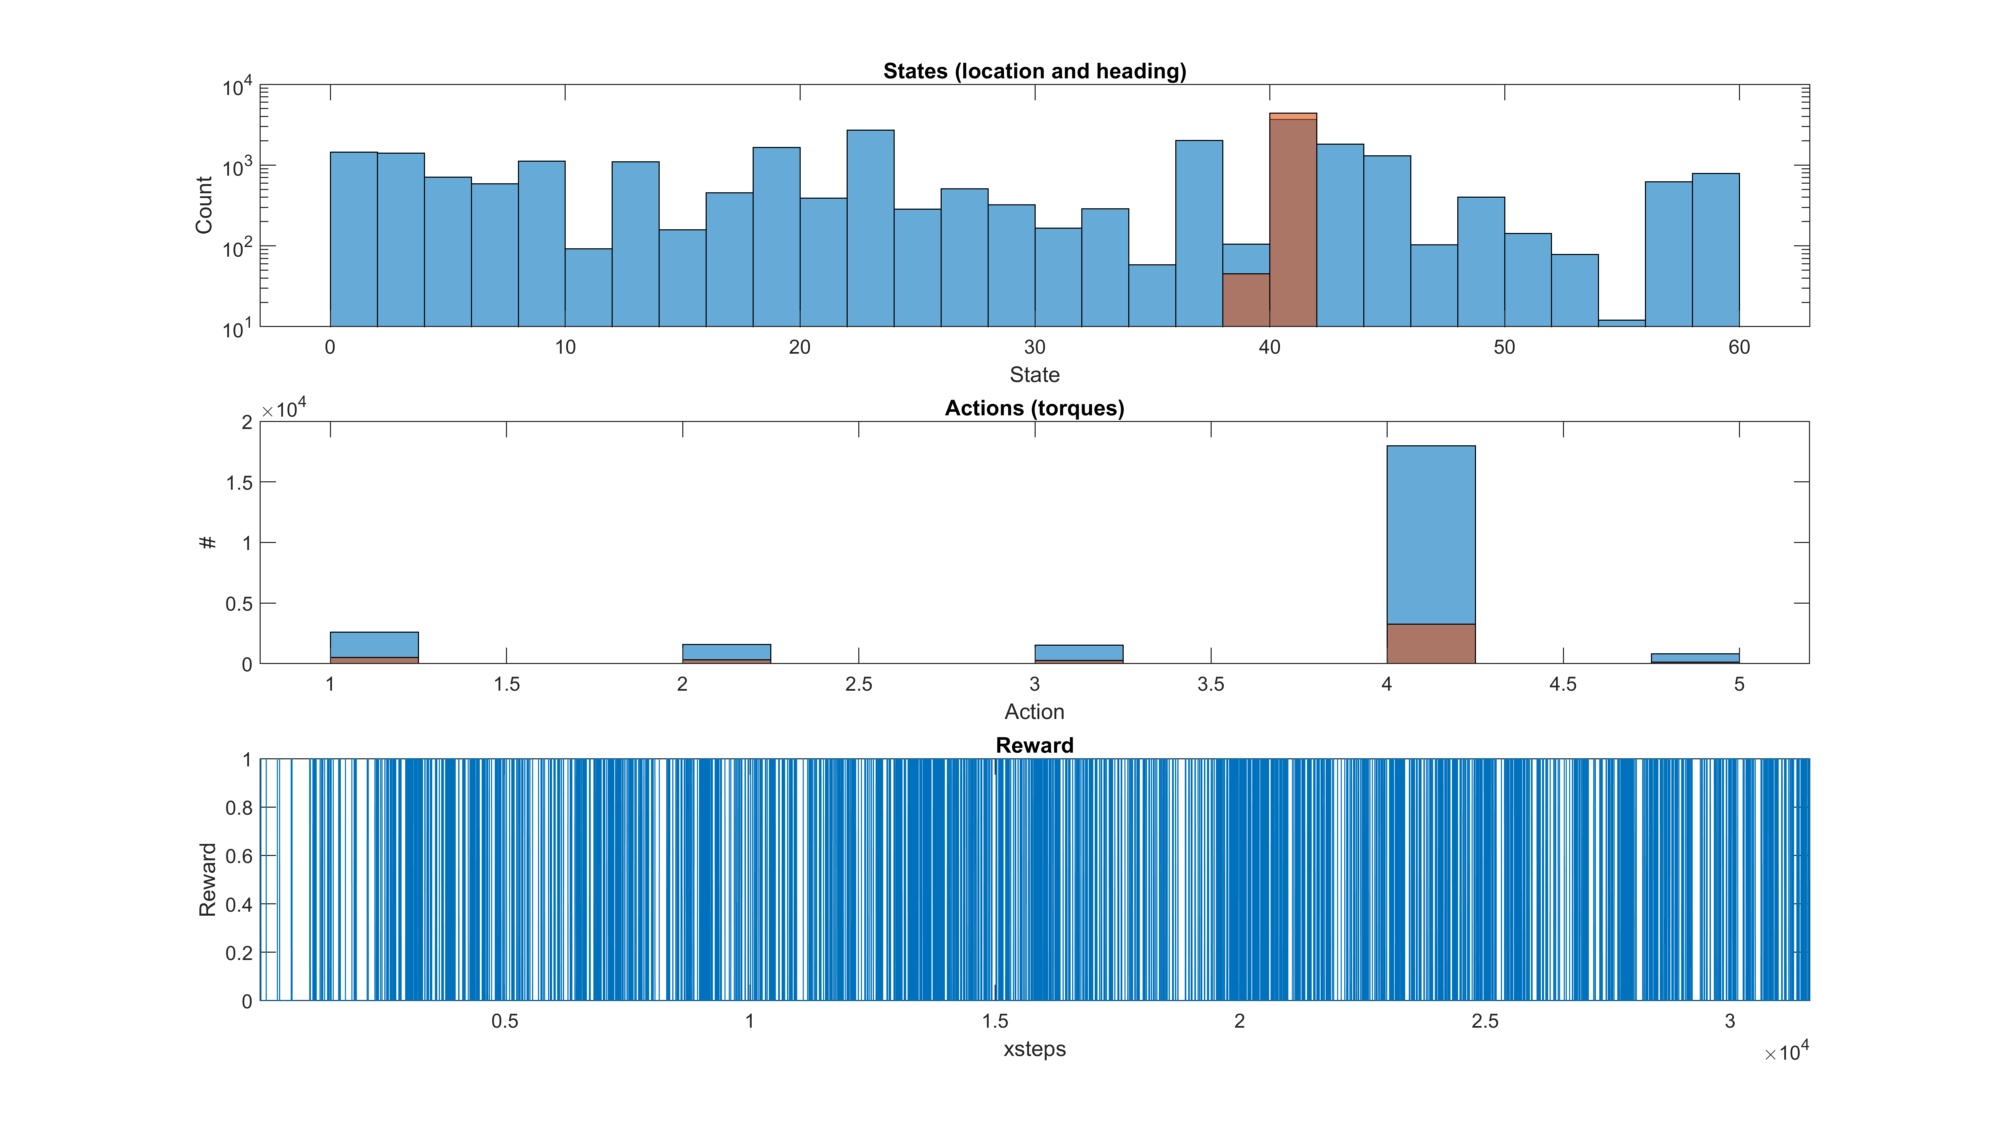 States (location and heading)
10^4
10^3
10^2
10^1
Count
0 10 20 30 40 50 60
State
×10^4
Actions (torques)
2
1.5
1
0.5
0
#
1 1.5 2 2.5 3 3.5 4 4.5 5
Action
Reward
1
0.8
0.6
0.4
0.2
0
Reward
0.5 1 1.5 2 2.5 3
xsteps
×10^4